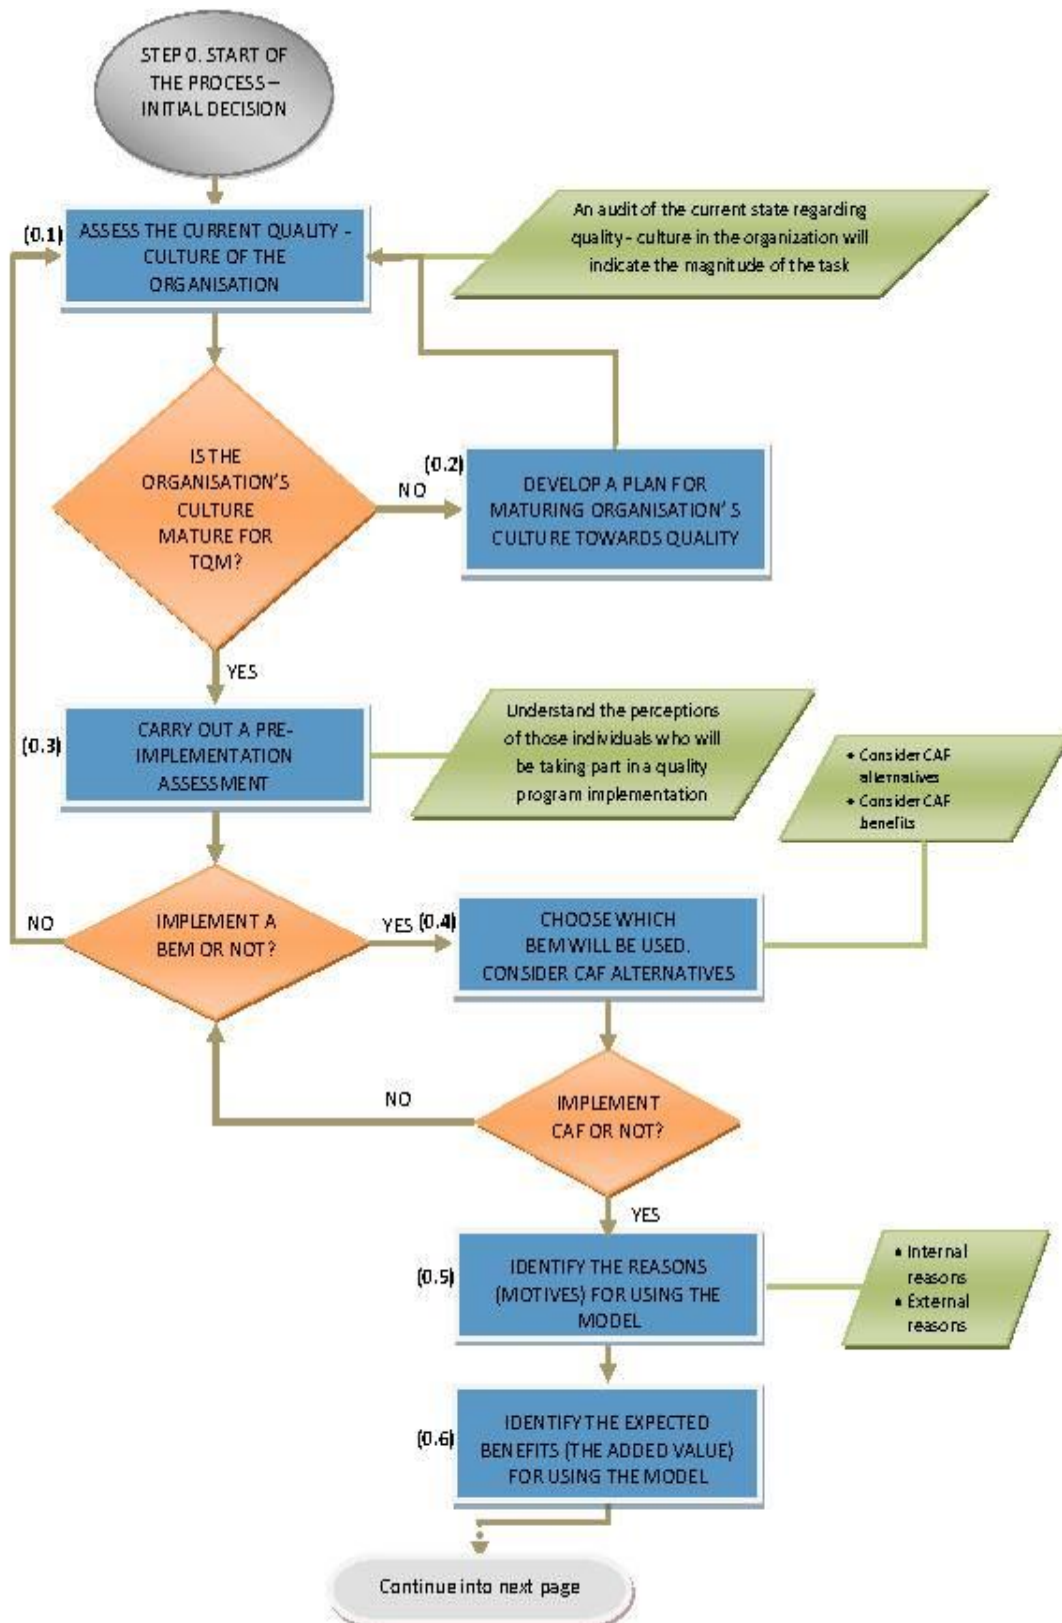 STEP 0. START OF
THE PROCESS –
INITIAL DECISION
(0.1)
ASSESS THE CURRENT QUALITY -
CULTURE OF THE
ORGANISATION
An audit of the current state regarding
quality - culture in the organization will
indicate the magnitude of the task
IS THE
ORGANISATION'S
CULTURE
MATURE FOR
TQM?
NO
(0.2)
DEVELOP A PLAN FOR
MATURING ORGANISATION'S
CULTURE TOWARDS QUALITY
YES
(0.3)
CARRY OUT A PRE-
IMPLEMENTATION
ASSESSMENT
Understand the perceptions
of those individuals who will
be taking part in a quality
program implementation
• Consider CAF
alternatives
• Consider CAF
benefits
NO
IMPLEMENT A
BEM OR NOT?
YES
(0.4)
CHOOSE WHICH
BEM WILL BE USED.
CONSIDER CAF ALTERNATIVES
NO
IMPLEMENT
CAF OR NOT?
YES
(0.5)
IDENTIFY THE REASONS
(MOTIVES) FOR USING THE
MODEL
• Internal
reasons
• External
reasons
(0.6)
IDENTIFY THE EXPECTED
BENEFITS (THE ADDED VALUE)
FOR USING THE MODEL
Continue into next page